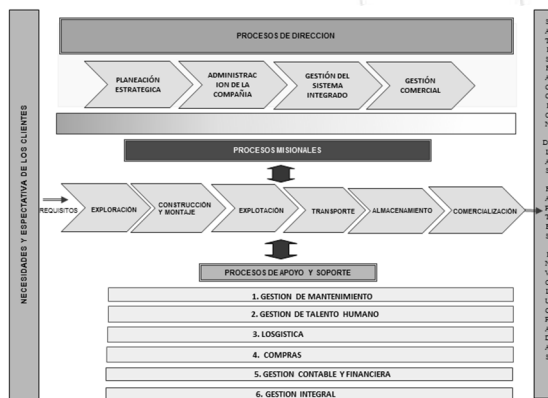 PROCESOS DE DIRECCION
PLANEACIÓN
ESTRATEGICA
ADMINISTRAC
ION DE LA
COMPAÑIA
GESTIÓN DEL
SISTEMA
INTEGRADO
GESTIÓN
COMERCIAL
PROCESOS MISIONALES
NECESIDADES Y ESPECTATIVA DE LOS CLIENTES
REQUISITOS
EXPLORACIÓN
CONSTRUCCIÓN
Y MONTAJE
EXPLOTACIÓN
TRANSPORTE
ALMACENAMIENTO
COMERCIALIZACIÓN
PROCESOS DE APOYO Y SOPORTE
1. GESTION DE MANTENIMIENTO
2. GESTION DE TALENTO HUMANO
3. LOSGISTICA
4. COMPRAS
5. GESTION CONTABLE Y FINANCIERA
6. GESTION INTEGRAL